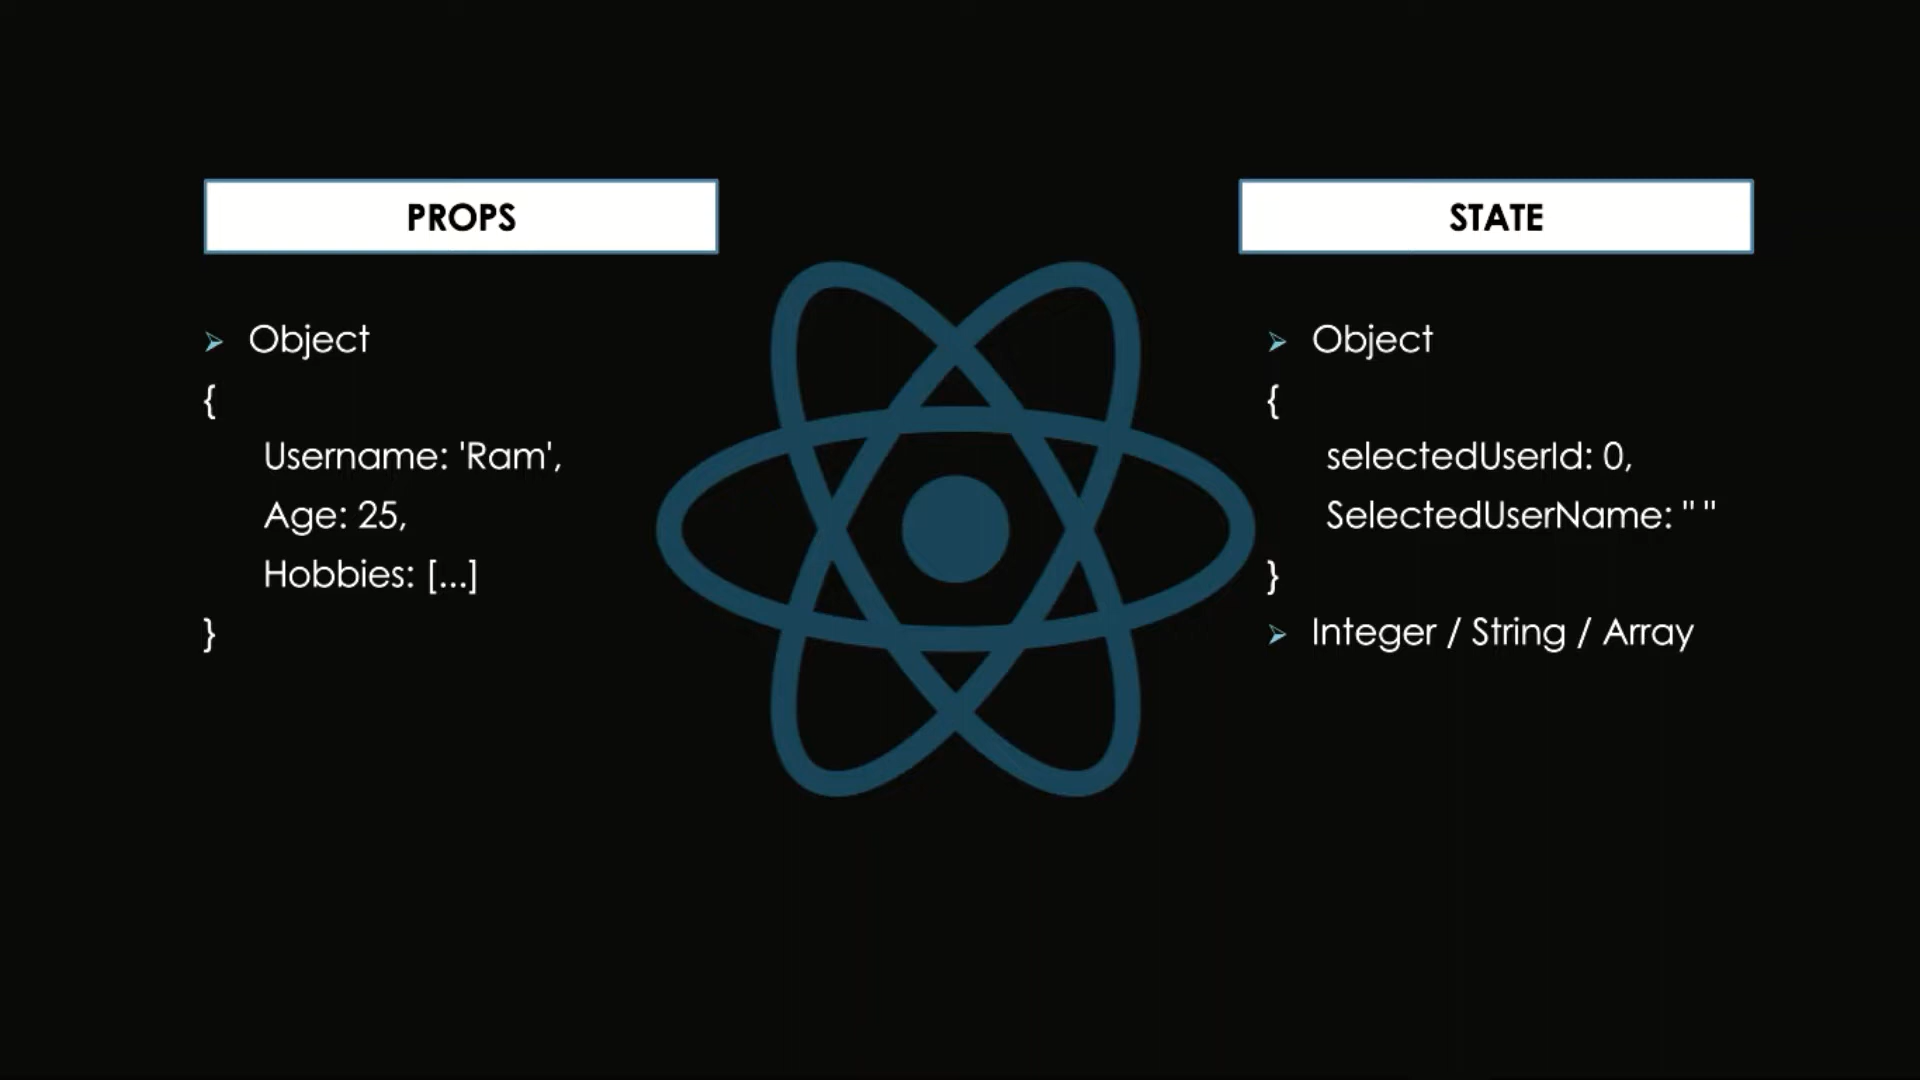 PROPS
Object
{
Username: 'Ram',
Age: 25,
Hobbies: [...]
}
STATE
Object
{
selectedUserId: 0,
SelectedUserName: " "
}
Integer / String / Array